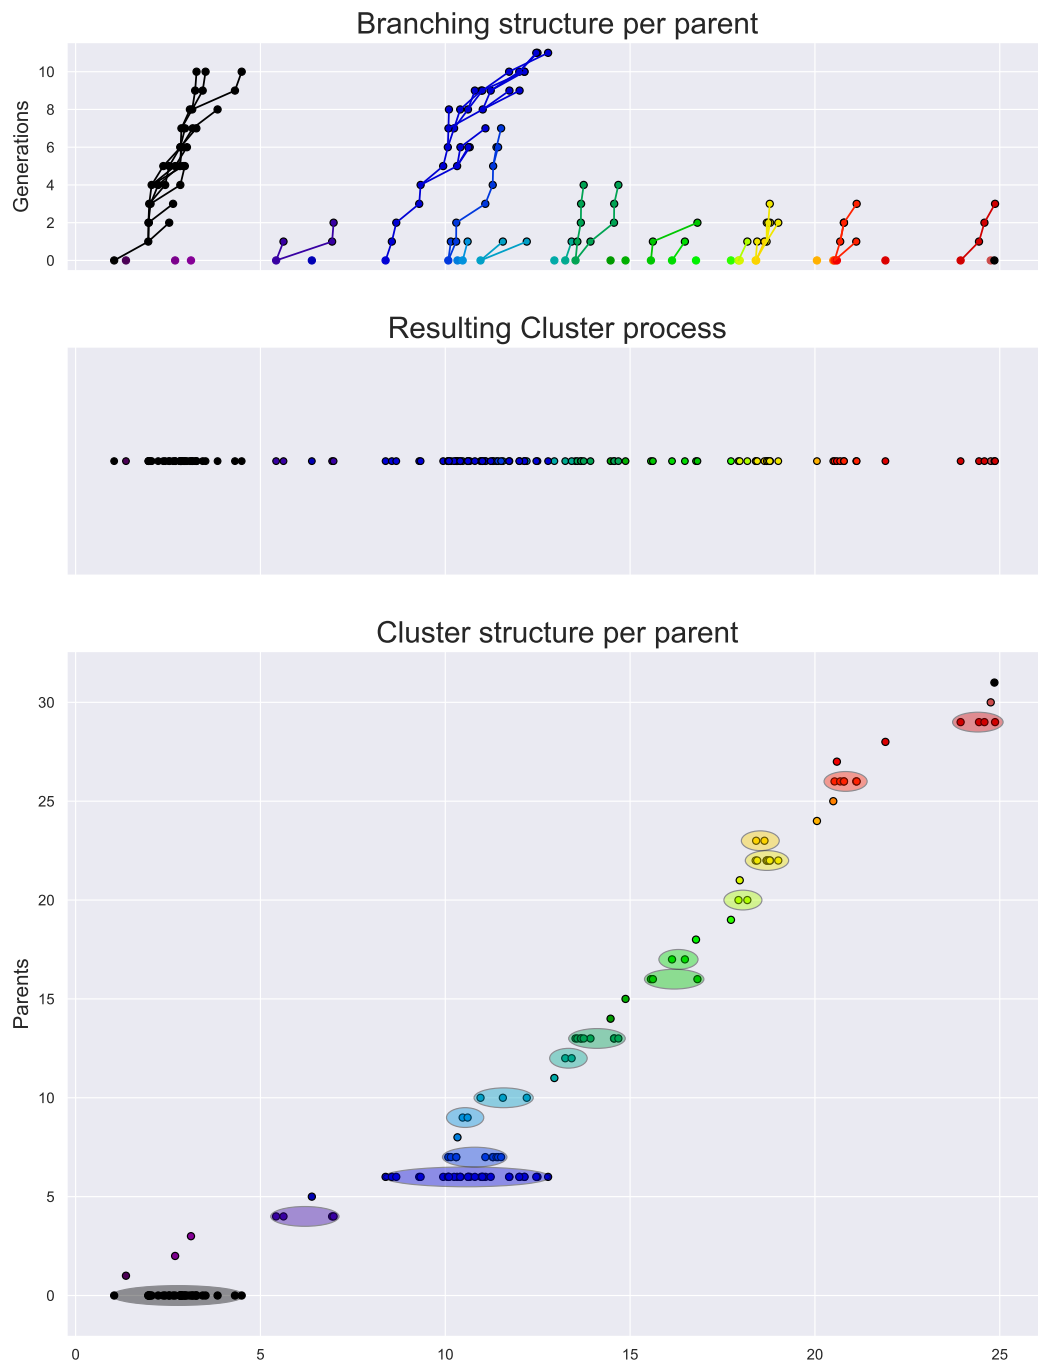 Branching structure per parent
10
8
6
4
2
0
Generations
Resulting Cluster process
Cluster structure per parent
30
25
20
15
10
5
0
Parents
0 5 10 15 20 25